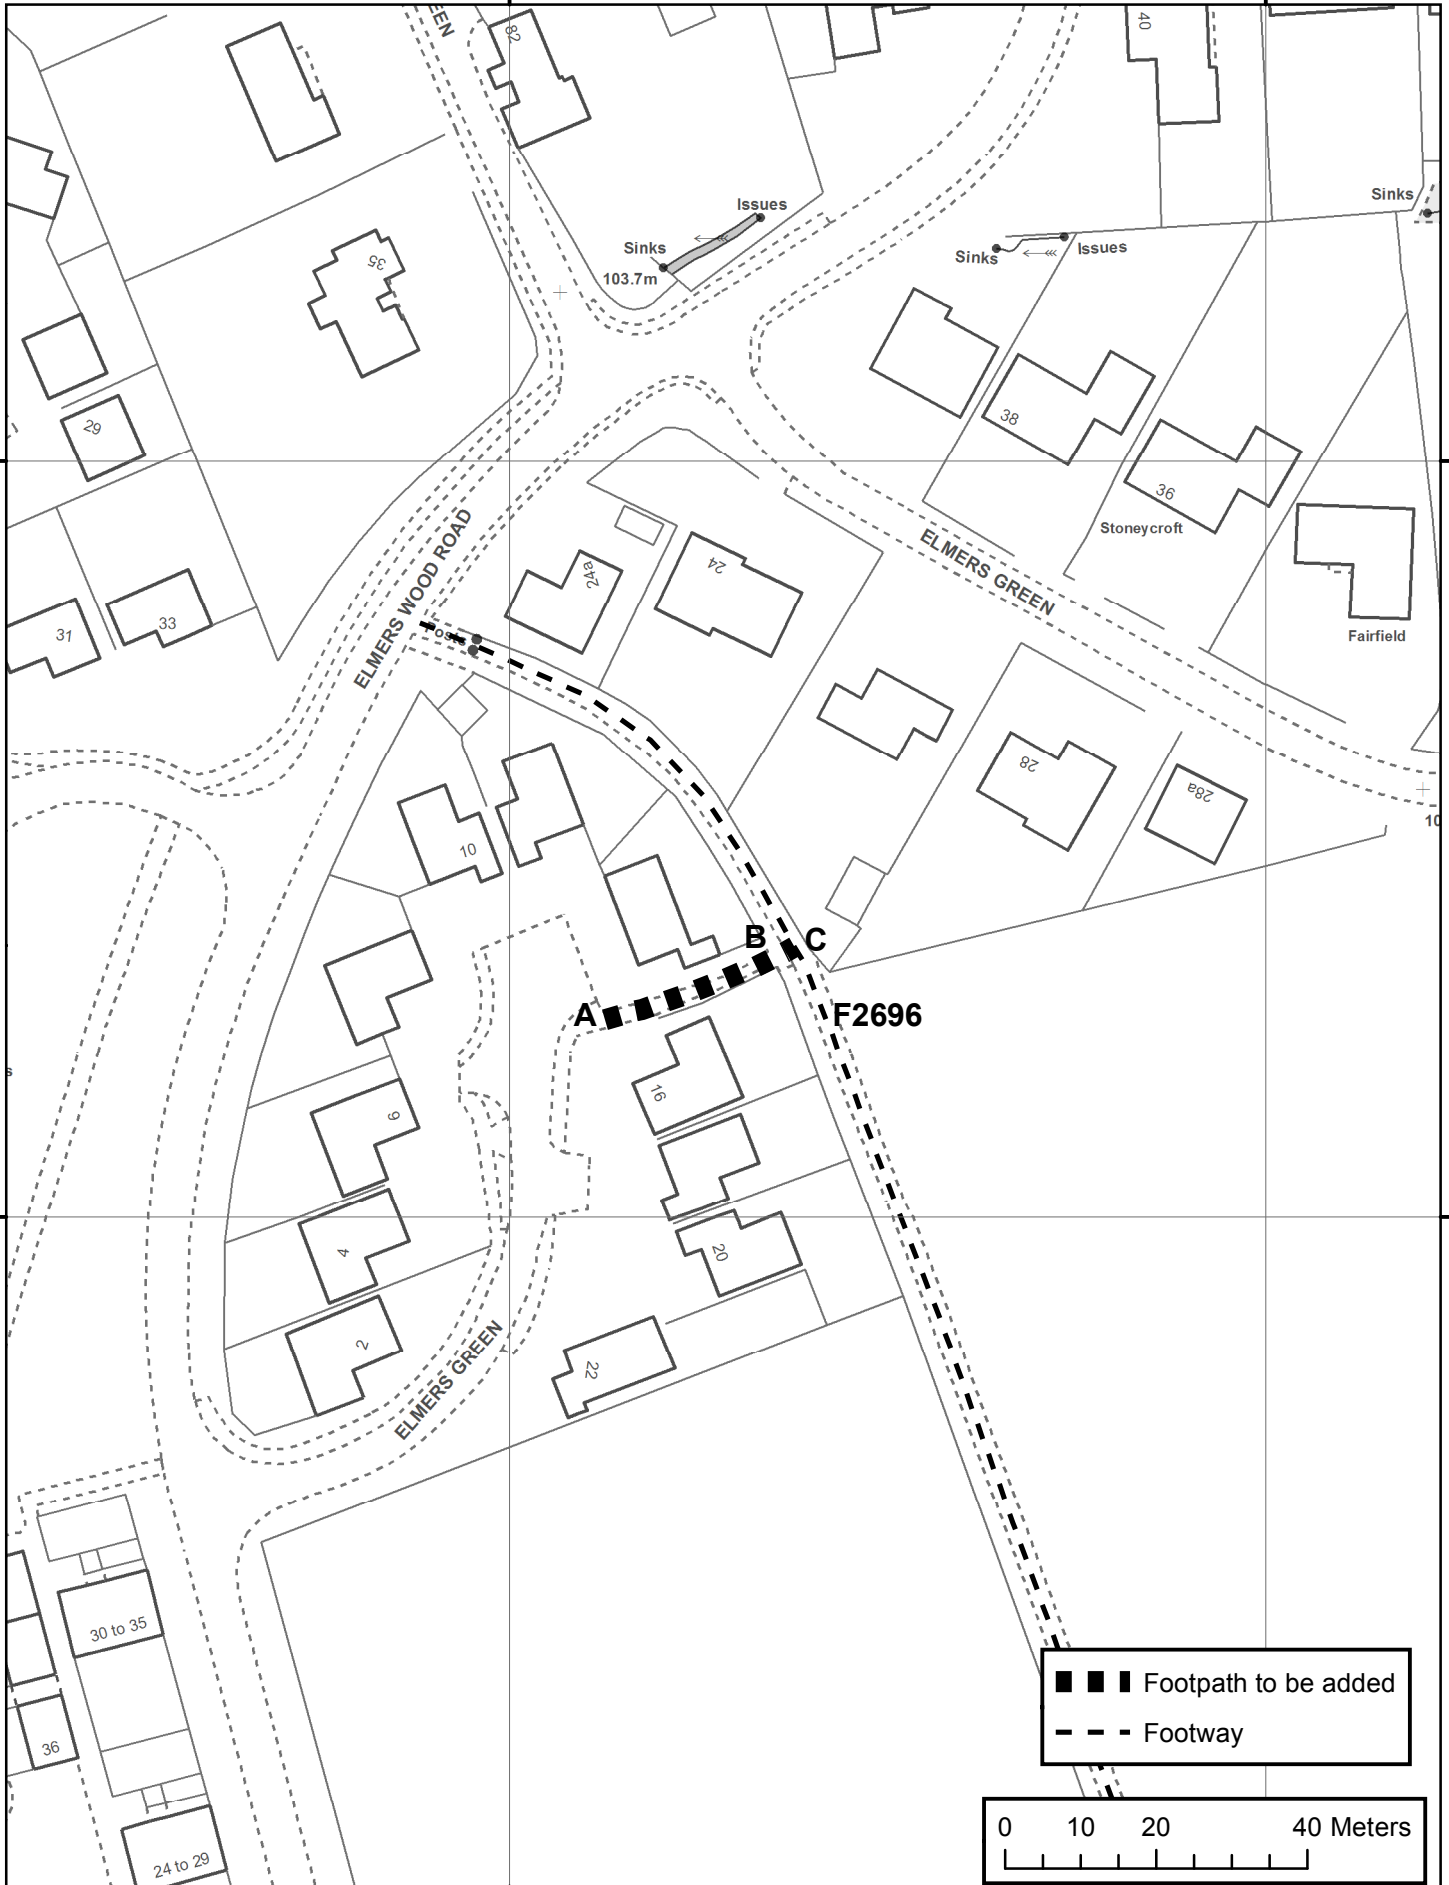 EEN
82
40
Issues
Sinks
103.7m
35
Sinks
Issues
Sinks
29
38
36
Stoneycroft
ELMERS WOOD ROAD
ELMERS GREEN
24a
24
Fairfield
31
33
Posts
28
28a
10
10
B
C
A
F2696
s
16
9
4
20
2
22
ELMERS GREEN
30 to 35
36
24 to 29
Footpath to be added
Footway
0 10 20 40 Meters